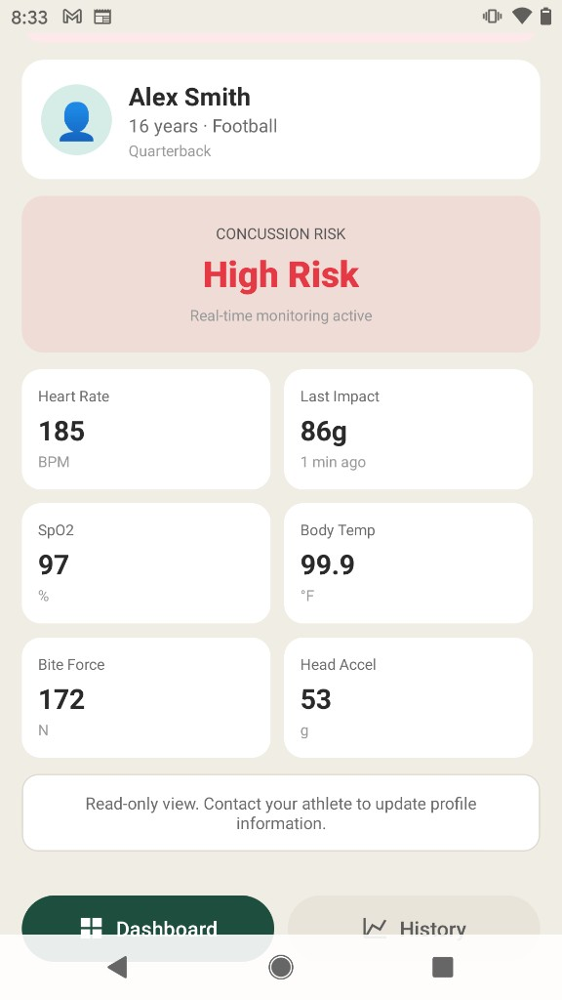 8:33
Alex Smith
16 years · Football
Quarterback
CONCUSSION RISK
High Risk
Real-time monitoring active
Heart Rate
185
BPM
Last Impact
86g
1 min ago
SpO2
97
%
Body Temp
99.9
°F
Bite Force
172
N
Head Accel
53
g
Read-only view. Contact your athlete to update profile
information.
Dashboard
History